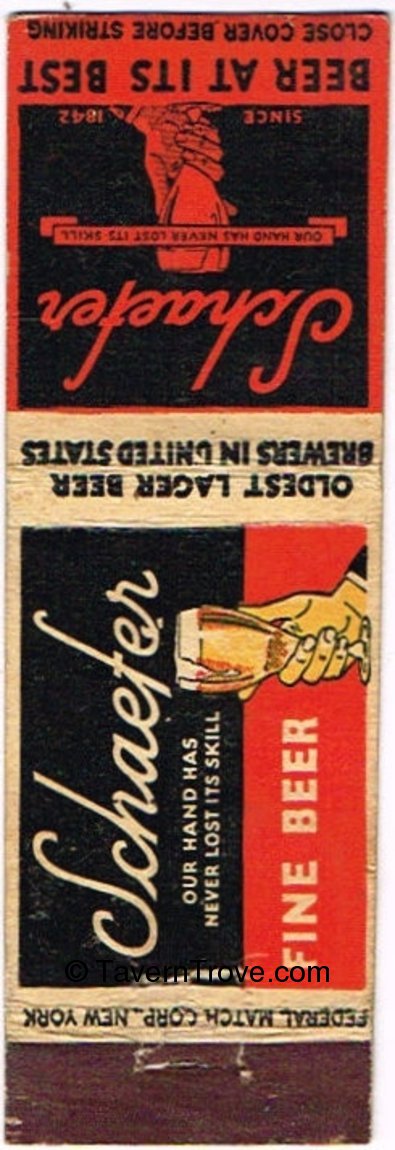 CLOSE COVER BEFORE STRIKING
BEER AT ITS BEST
SINCE 1842
OUR HAND HAS NEVER LOST ITS SKILL
Schaefer
OLDEST LAGER BEER
BREWERS IN UNITED STATES
Schaefer
OUR HAND HAS
NEVER LOST ITS SKILL
FINE BEER
© TavernTrove.com
FEDERAL MATCH CORP., NEW YORK